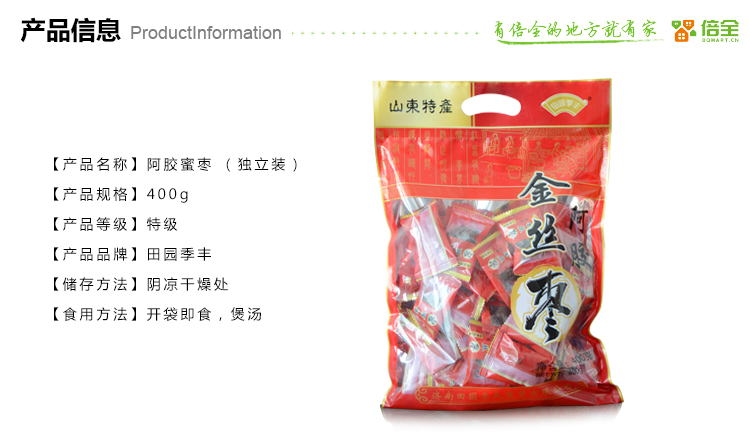 产品信息 ProductInformation
有倍全的地方就有家
倍全
BQMART.CN
【产品名称】阿胶蜜枣 （独立装）
【产品规格】400g
【产品等级】特级
【产品品牌】田园季丰
【储存方法】阴凉干燥处
【食用方法】开袋即食，煲汤
山東特產
阿胶
金丝枣